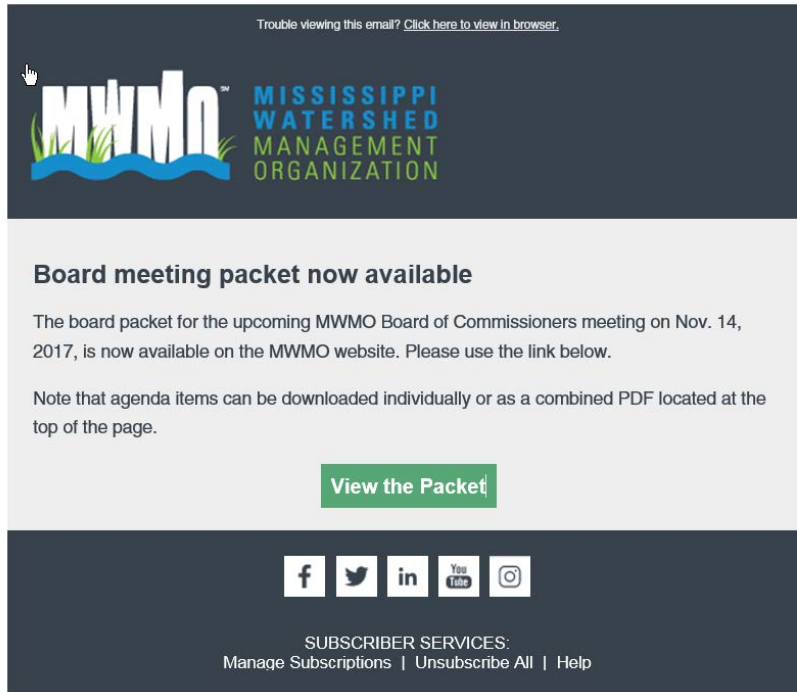 Trouble viewing this email? Click here to view in browser.
MWMO℠
MISSISSIPPI
WATERSHED
MANAGEMENT
ORGANIZATION
Board meeting packet now available
The board packet for the upcoming MWMO Board of Commissioners meeting on Nov. 14,
2017, is now available on the MWMO website. Please use the link below.
Note that agenda items can be downloaded individually or as a combined PDF located at the
top of the page.
View the Packet
f in You Tube
SUBSCRIBER SERVICES:
Manage Subscriptions | Unsubscribe All | Help